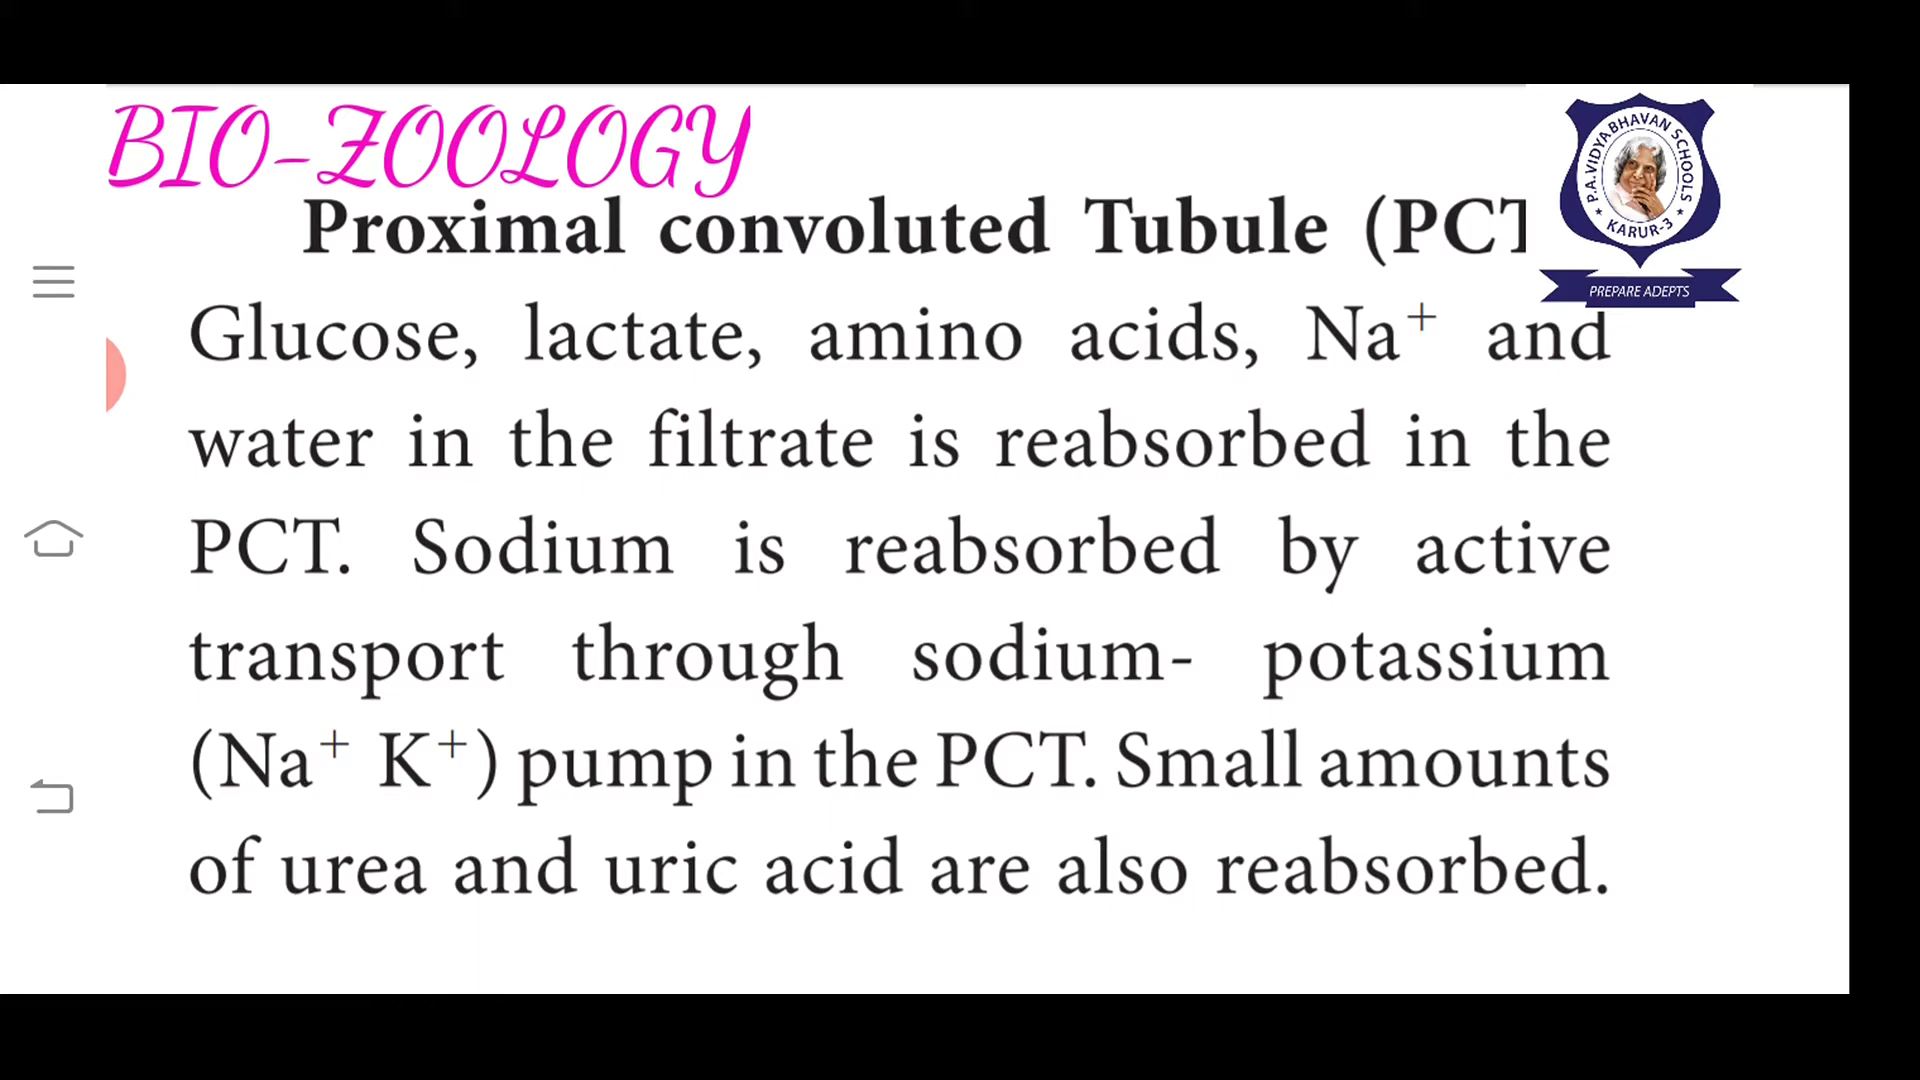 BIO-ZOOLOGY
P.A.VIDYA BHAVAN SCHOOLS
KARUR-3
PREPARE ADEPTS
Proximal convoluted Tubule (PCT
Glucose, lactate, amino acids, Na⁺ and
water in the filtrate is reabsorbed in the
PCT. Sodium is reabsorbed by active
transport through sodium- potassium
(Na⁺ K⁺) pump in the PCT. Small amounts
of urea and uric acid are also reabsorbed.